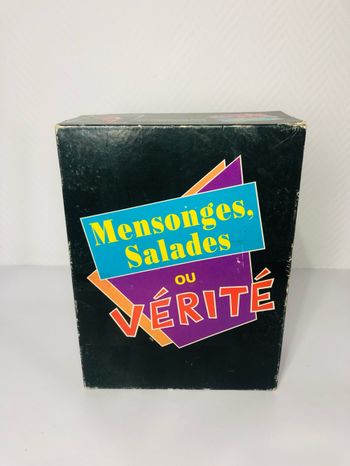 Mensonges,
Salades
ou
VÉRITÉ